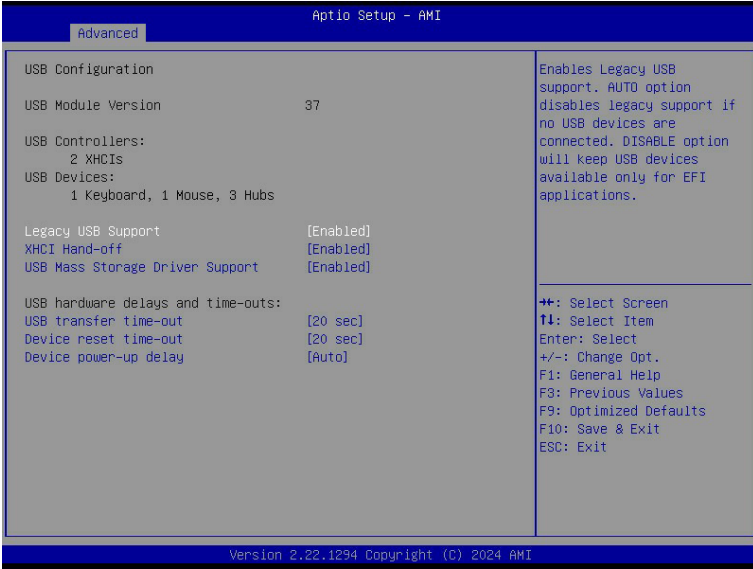 Aptio Setup – AMI
Advanced
USB Configuration
USB Module Version 37
USB Controllers:
2 XHCIs
USB Devices:
1 Keyboard, 1 Mouse, 3 Hubs
Legacy USB Support [Enabled]
XHCI Hand-off [Enabled]
USB Mass Storage Driver Support [Enabled]
USB hardware delays and time-outs:
USB transfer time-out [20 sec]
Device reset time-out [20 sec]
Device power-up delay [Auto]
Enables Legacy USB
support. AUTO option
disables legacy support if
no USB devices are
connected. DISABLE option
will keep USB devices
available only for EFI
applications.
→←: Select Screen
↑↓: Select Item
Enter: Select
+/-: Change Opt.
F1: General Help
F3: Previous Values
F9: Optimized Defaults
F10: Save & Exit
ESC: Exit
Version 2.22.1294 Copyright (C) 2024 AMI